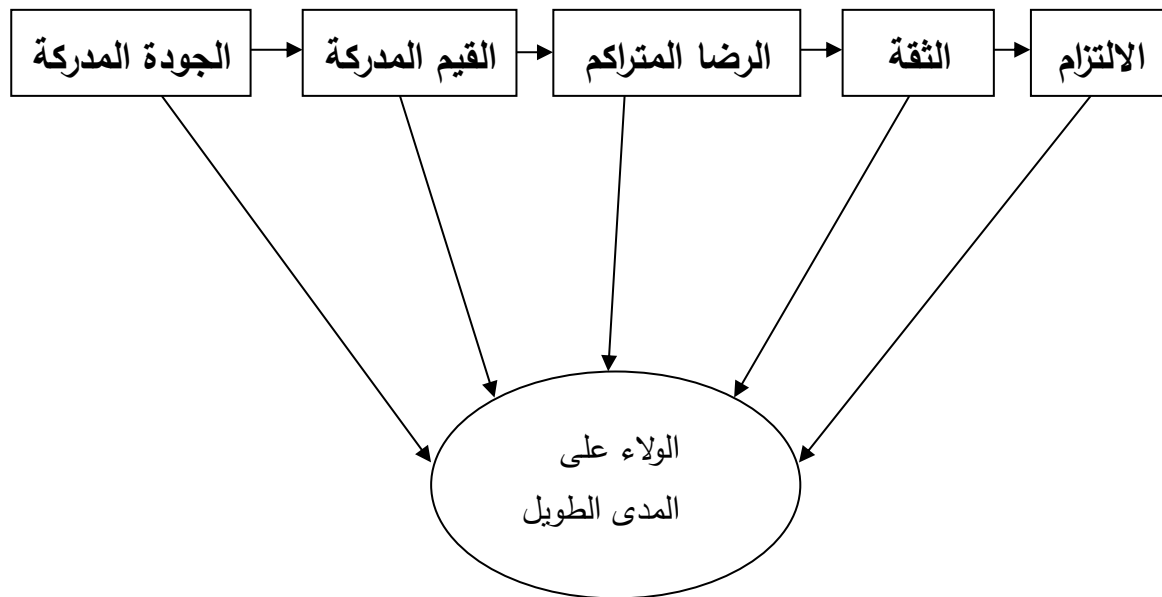 الجودة المدركة
القيم المدركة
الرضا المتراكم
الثقة
الالتزام
الولاء على
المدى الطويل